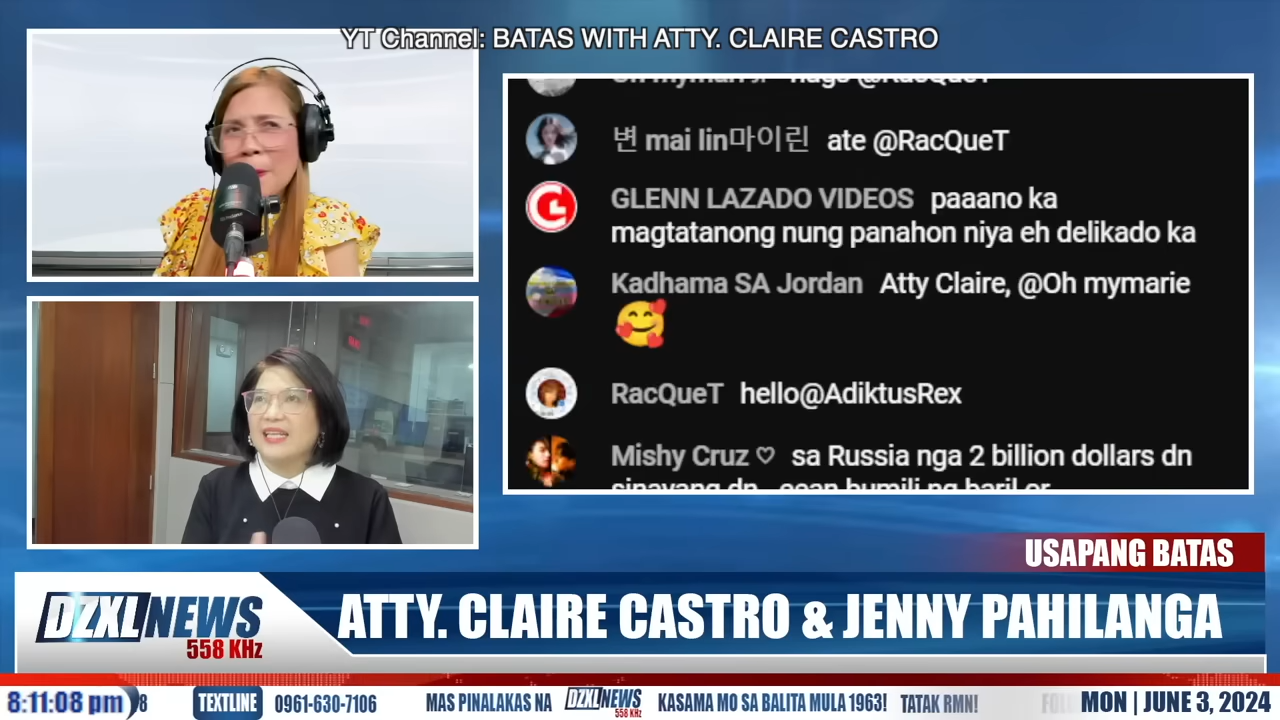 YT Channel: BATAS WITH ATTY. CLAIRE CASTRO
변 mai lin마이린 ate @RacQueT
GLENN LAZADO VIDEOS paaano ka
magtatanong nung panahon niya eh delikado ka
Kadhama SA Jordan Atty Claire, @Oh mymarie
🥰
RacQueT hello@AdiktusRex
Mishy Cruz ♡ sa Russia nga 2 billion dollars dn
USAPANG BATAS
DZXL NEWS
558 KHz
ATTY. CLAIRE CASTRO & JENNY PAHILANGA
8:11:08 pm 8 TEXTLINE 0961-630-7106 MAS PINALAKAS NA DZXL NEWS 558 KHz KASAMA MO SA BALITA MULA 1963! TATAK RMN! MON | JUNE 3, 2024